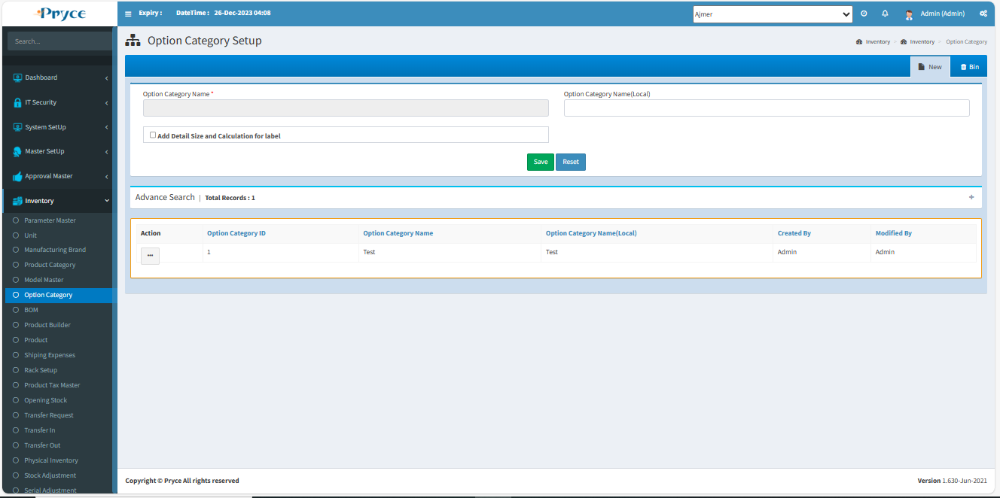 Pryce
Expiry : DateTime : 26-Dec-2023 04:08
Ajmer
Admin (Admin)
Search...
Dashboard
IT Security
System SetUp
Master SetUp
Approval Master
Inventory
Parameter Master
Unit
Manufacturing Brand
Product Category
Model Master
Option Category
BOM
Product Builder
Product
Shiping Expenses
Rack Setup
Product Tax Master
Opening Stock
Transfer Request
Transfer In
Transfer Out
Physical Inventory
Stock Adjustment
Serial Adjustment
Option Category Setup
Inventory Inventory Option Category
New Bin
Option Category Name * Option Category Name(Local)
Add Detail Size and Calculation for label
Save Reset
Advance Search | Total Records : 1 +
Action Option Category ID Option Category Name Option Category Name(Local) Created By Modified By
... 1 Test Test Admin Admin
Copyright © Pryce All rights reserved Version 1.630-Jun-2021